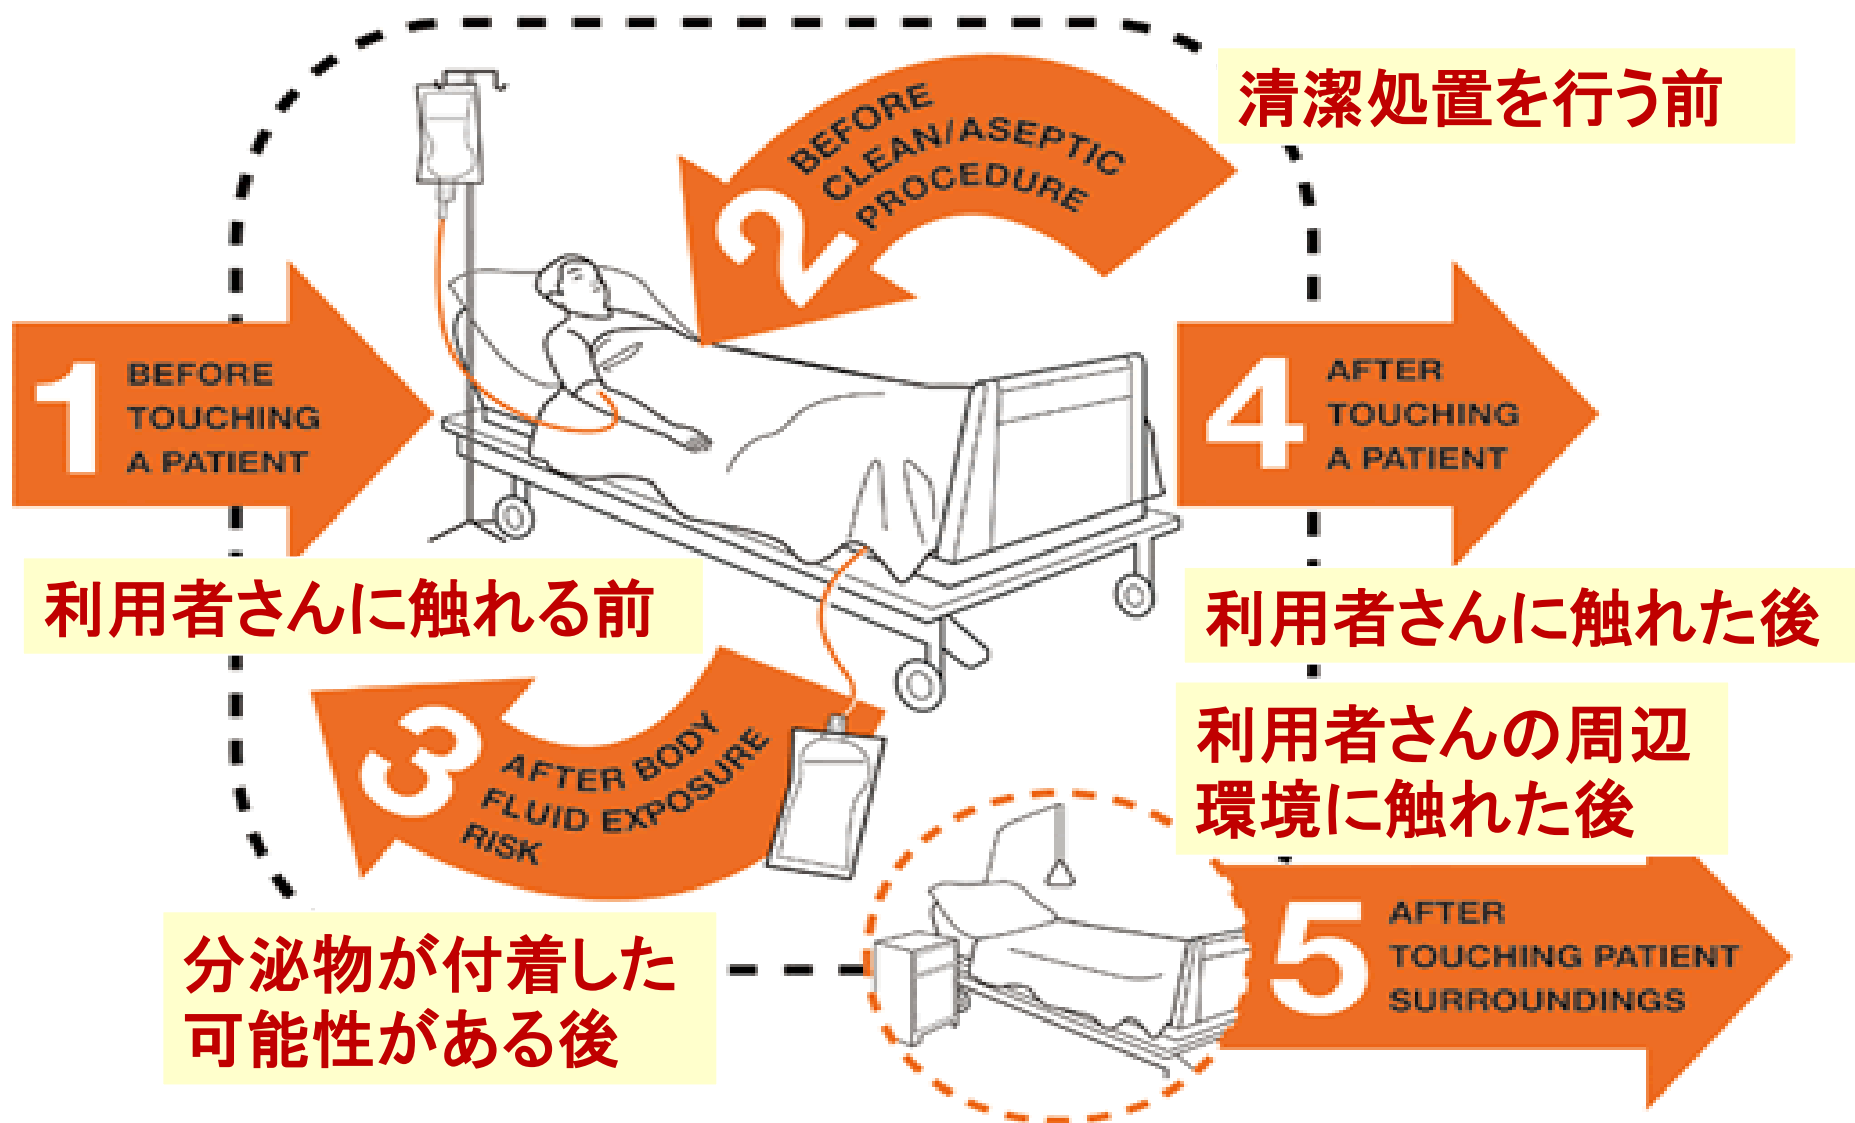 清潔処置を行う前
2
BEFORE
CLEAN/ASEPTIC
PROCEDURE
1
BEFORE
TOUCHING
A PATIENT
利用者さんに触れる前
4
AFTER
TOUCHING
A PATIENT
利用者さんに触れた後
3
AFTER BODY
FLUID EXPOSURE
RISK
分泌物が付着した
可能性がある後
利用者さんの周辺
環境に触れた後
5
AFTER
TOUCHING PATIENT
SURROUNDINGS